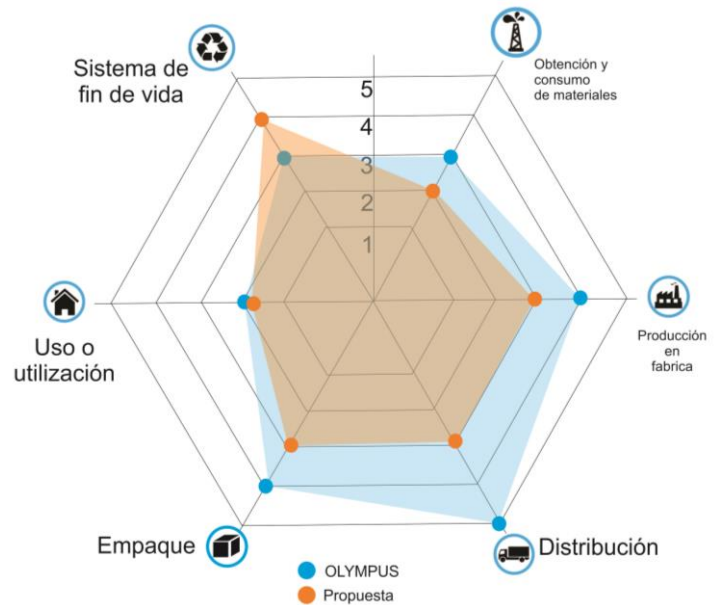 Sistema de
fin de vida
Obtención y
consumo
de materiales
5
4
3
2
1
Uso o
utilización
Producción
en
fabrica
Empaque
Distribución
OLYMPUS
Propuesta